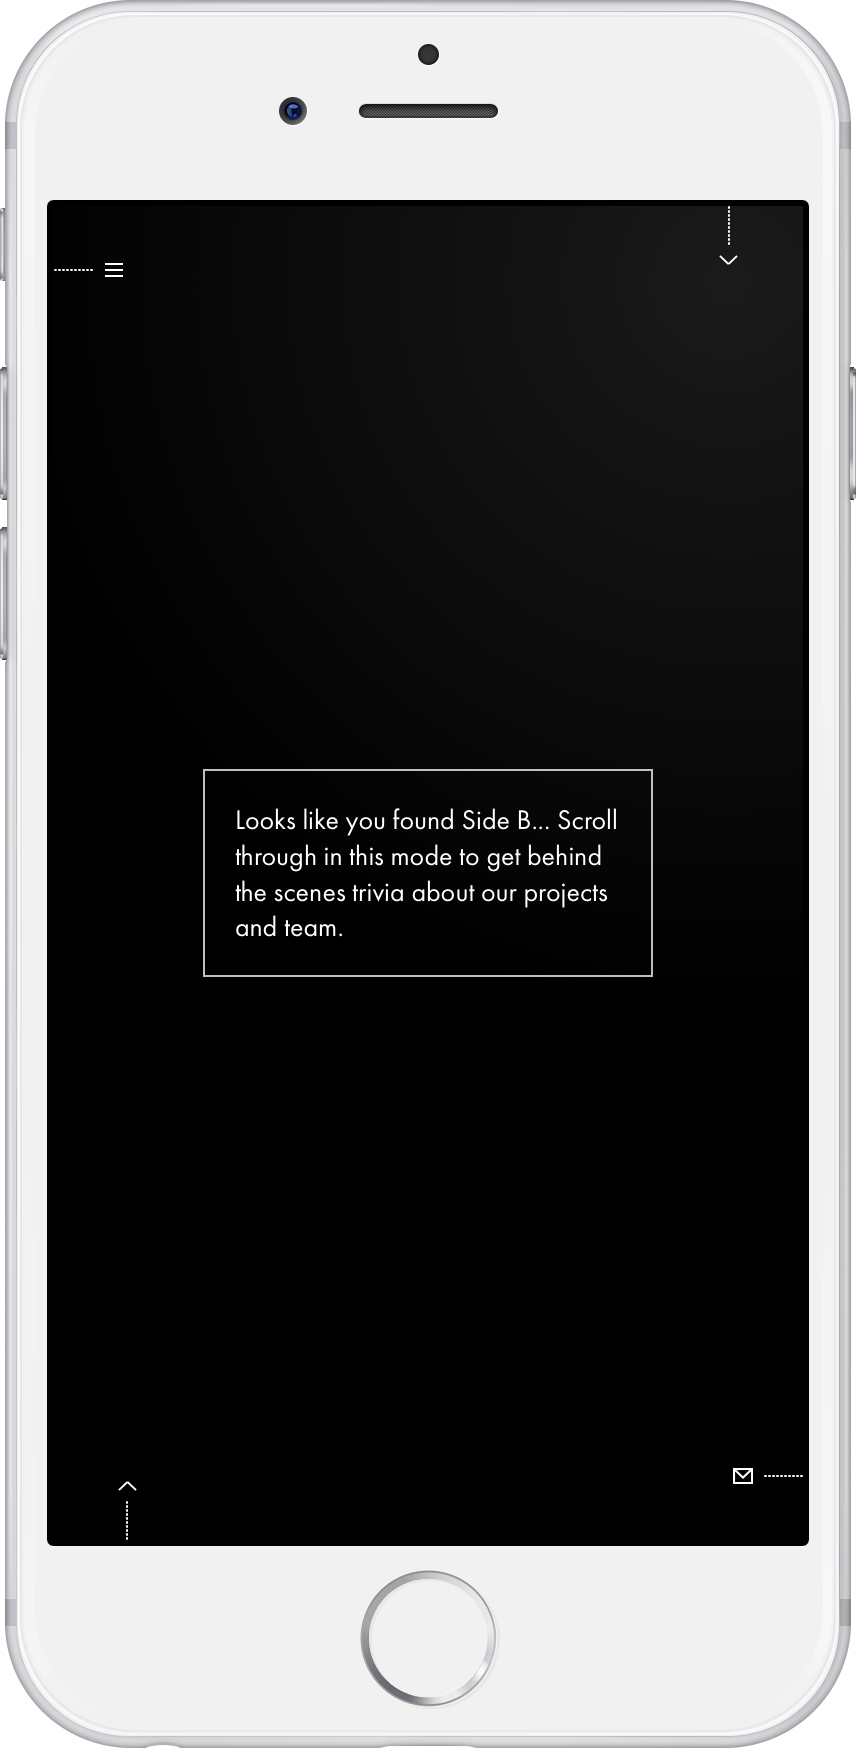 Looks like you found Side B... Scroll
through in this mode to get behind
the scenes trivia about our projects
and team.